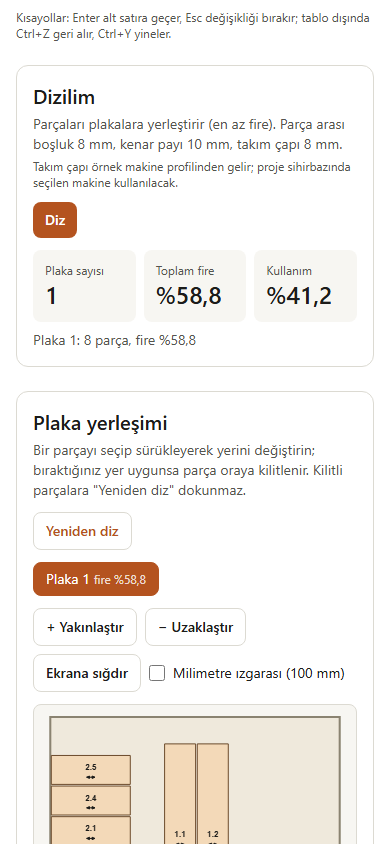 Kısayollar: Enter alt satıra geçer, Esc değişikliği bırakır; tablo dışında
Ctrl+Z geri alır, Ctrl+Y yineler.
Dizilim
Parçaları plakalara yerleştirir (en az fire). Parça arası
boşluk 8 mm, kenar payı 10 mm, takım çapı 8 mm.
Takım çapı örnek makine profilinden gelir; proje sihirbazında
seçilen makine kullanılacak.
Diz
Plaka sayısı
1
Toplam fire
%58,8
Kullanım
%41,2
Plaka 1: 8 parça, fire %58,8
Plaka yerleşimi
Bir parçayı seçip sürükleyerek yerini değiştirin;
bıraktığınız yer uygunsa parça oraya kilitlenir. Kilitli
parçalara "Yeniden diz" dokunmaz.
Yeniden diz
Plaka 1 fire %58,8
+ Yakınlaştır
− Uzaklaştır
Ekrana sığdır
Milimetre ızgarası (100 mm)
2.5
2.4
2.1
1.1
1.2